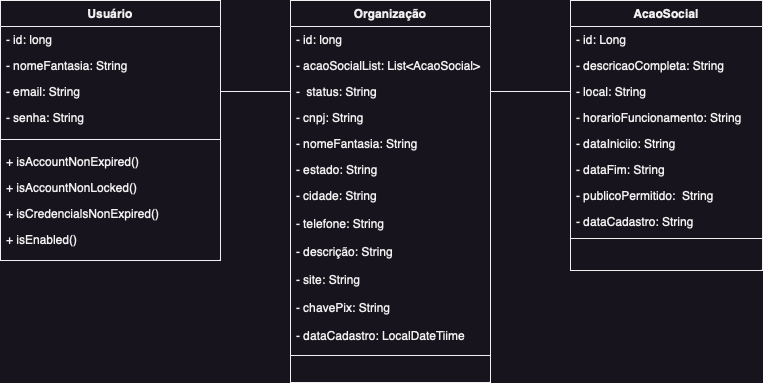 Usuário
- id: long
- nomeFantasia: String
- email: String
- senha: String
+ isAccountNonExpired()
+ isAccountNonLocked()
+ isCredencialsNonExpired()
+ isEnabled()
Organização
- id: long
- acaoSocialList: List<AcaoSocial>
- status: String
- cnpj: String
- nomeFantasia: String
- estado: String
- cidade: String
- telefone: String
- descrição: String
- site: String
- chavePix: String
- dataCadastro: LocalDateTiime
AcaoSocial
- id: Long
- descricaoCompleta: String
- local: String
- horarioFuncionamento: String
- dataIniciio: String
- dataFim: String
- publicoPermitido: String
- dataCadastro: String